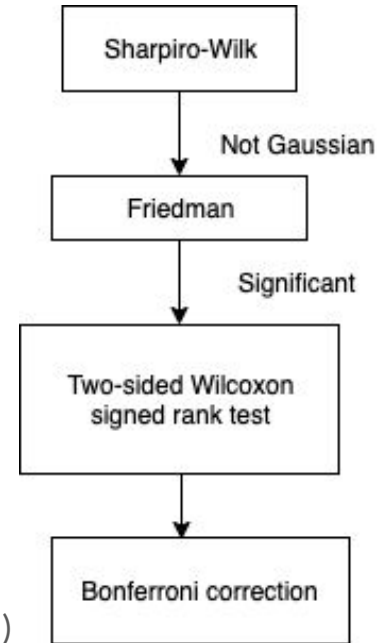 Sharpiro-Wilk
Not Gaussian
Friedman
Significant
Two-sided Wilcoxon
signed rank test
Bonferroni correction
)